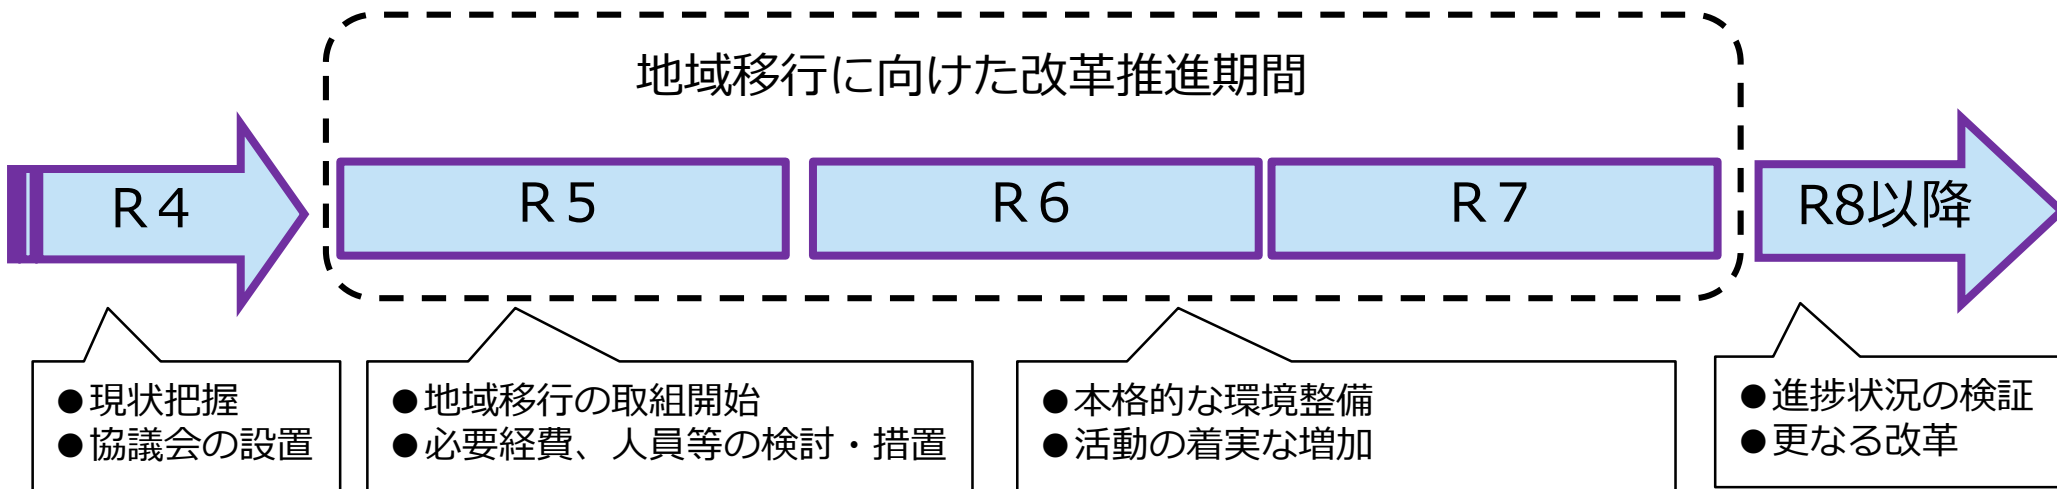 地域移行に向けた改革推進期間
R４
R５
R６
R７
R8以降
●現状把握
●協議会の設置
●地域移行の取組開始
●必要経費、人員等の検討・措置
●本格的な環境整備
●活動の着実な増加
●進捗状況の検証
●更なる改革